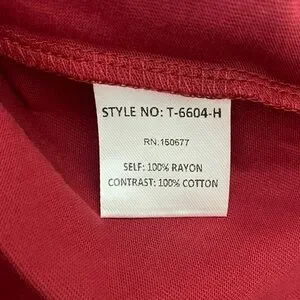 STYLE NO: T-6604-H
RN:150677
SELF: 100% RAYON
CONTRAST: 100% COTTON